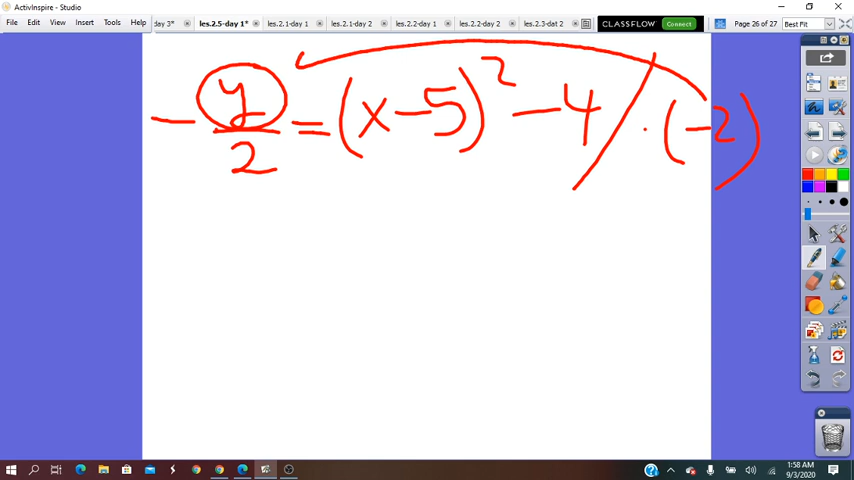 ActivInspire - Studio
File Edit View Insert Tools Help day 3* les.2.5-day 1* les.2.1-day 1 les.2.1-day 2 les.2.2-day 1 les.2.2-day 2 les.2.3-dat 2 CLASSFLOW Connect Page 26 of 27 Best Fit
- y/2 = (x - 5)² - 4 / · (-2)
1:58 AM
9/3/2020